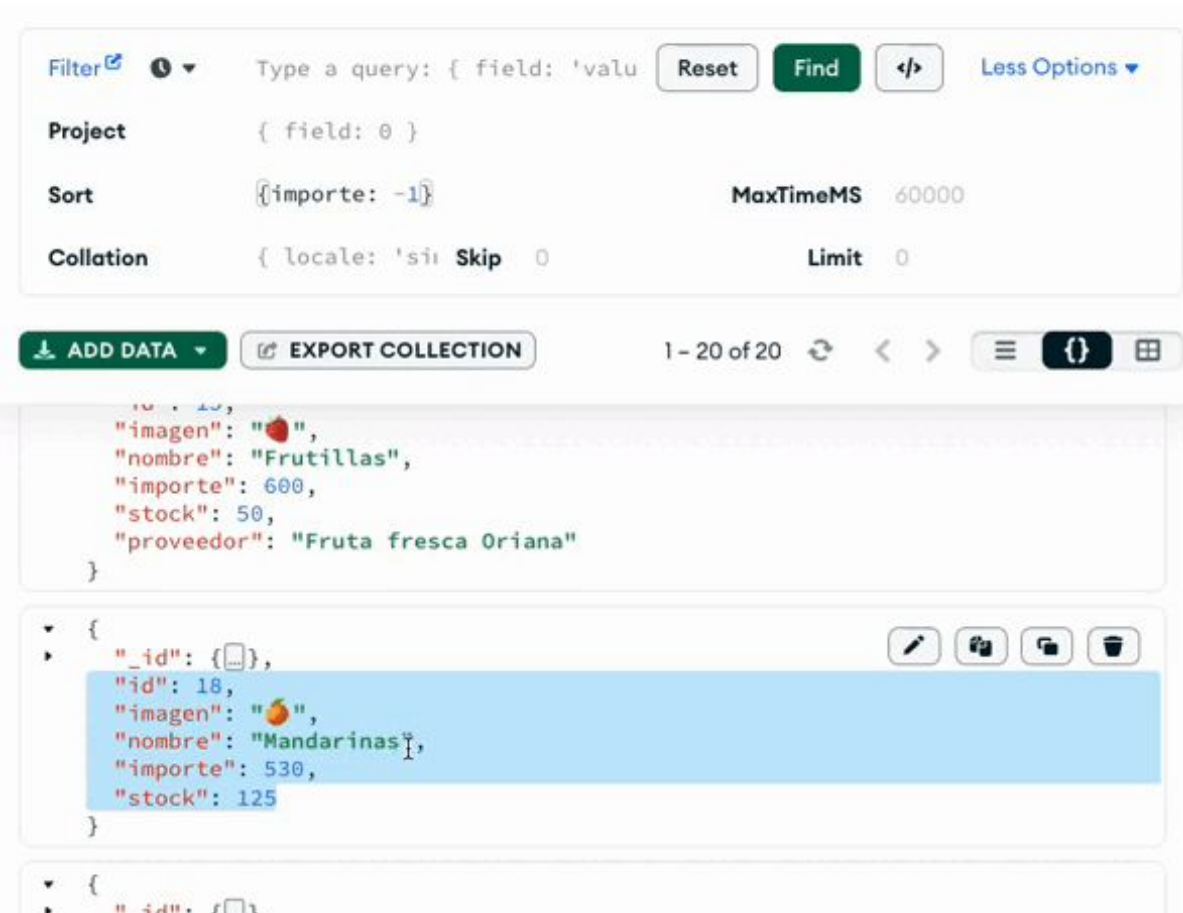 Filter Type a query: { field: 'valu Reset Find </> Less Options
Project { field: 0 }
Sort {importe: -1} MaxTimeMS 60000
Collation { locale: 'si Skip 0 Limit 0
ADD DATA EXPORT COLLECTION 1 – 20 of 20 {}
"imagen": "🍓",
"nombre": "Frutillas",
"importe": 600,
"stock": 50,
"proveedor": "Fruta fresca Oriana"
}
{
"_id": {…},
"id": 18,
"imagen": "🍊",
"nombre": "Mandarinas",
"importe": 530,
"stock": 125
}
{
"_id": {…},